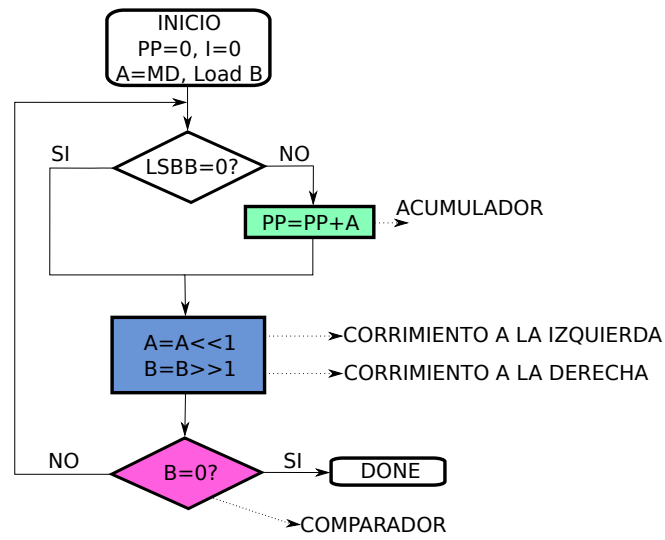 INICIO
PP=0, I=0
A=MD, Load B
SI
LSBB=0?
NO
PP=PP+A
ACUMULADOR
A=A<<1
B=B>>1
CORRIMIENTO A LA IZQUIERDA
CORRIMIENTO A LA DERECHA
NO
B=0?
SI
DONE
COMPARADOR